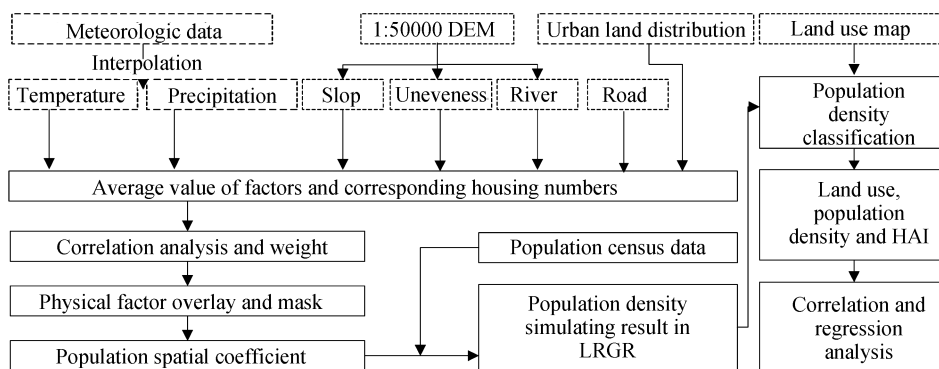 Meteorologic data
1:50000 DEM
Urban land distribution
Land use map
Interpolation
Temperature
Precipitation
Slop
Uneveness
River
Road
Population
density
classification
Average value of factors and corresponding housing numbers
Land use,
population
density and HAI
Correlation analysis and weight
Population census data
Physical factor overlay and mask
Population density
simulating result in
LRGR
Correlation and
regression
analysis
Population spatial coefficient